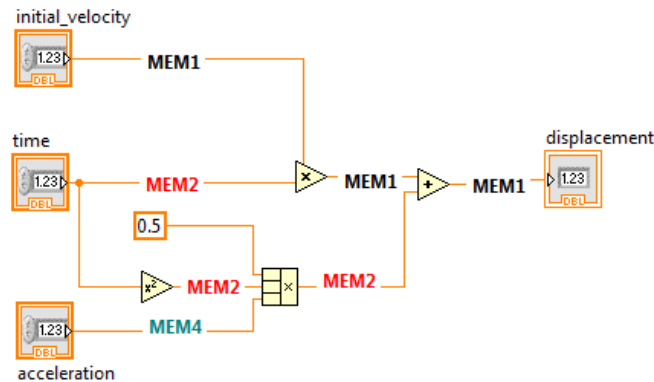 initial_velocity
1.23
DBL
MEM1
time
1.23
DBL
MEM2
×
MEM1
+
MEM1
displacement
1.23
DBL
0.5
x²
MEM2
×
MEM2
1.23
DBL
MEM4
acceleration